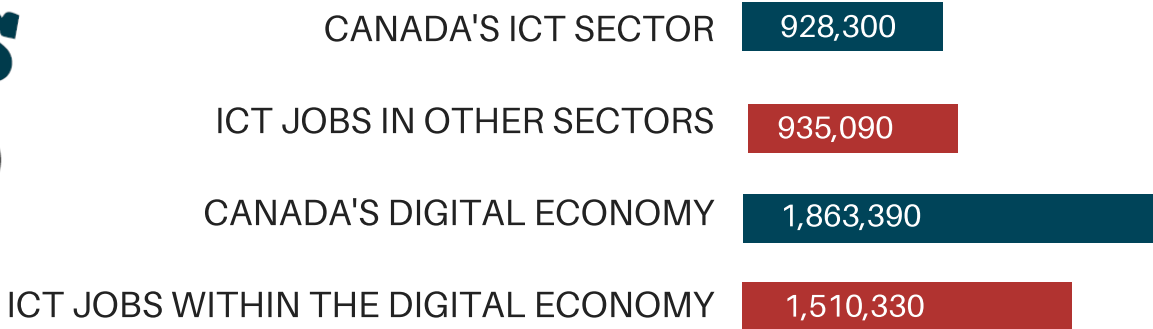 CANADA'S ICT SECTOR 928,300
ICT JOBS IN OTHER SECTORS 935,090
CANADA'S DIGITAL ECONOMY 1,863,390
ICT JOBS WITHIN THE DIGITAL ECONOMY 1,510,330